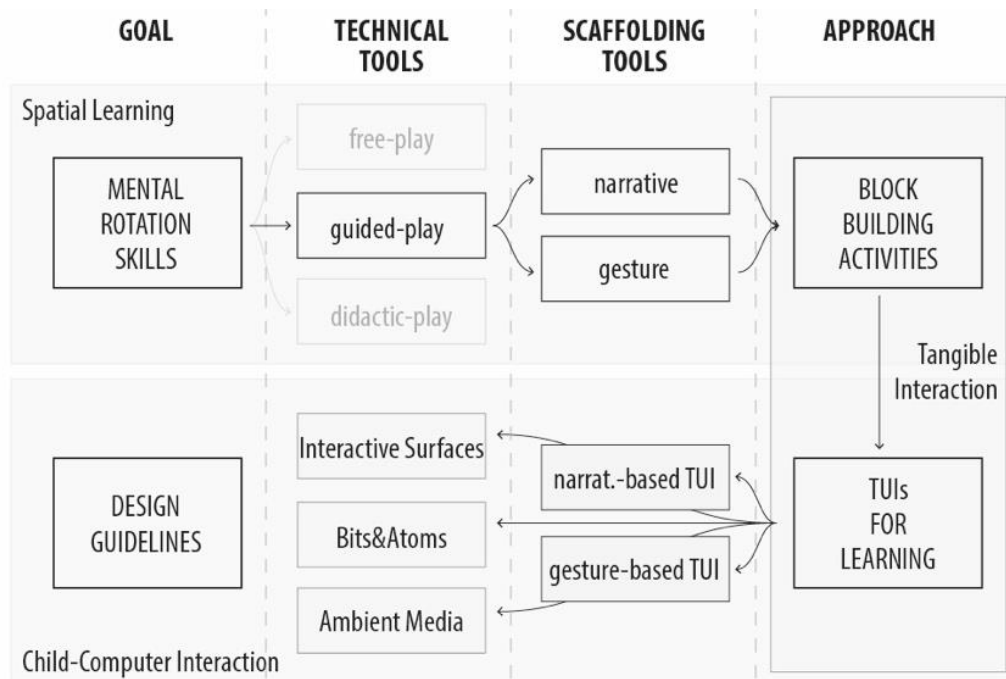 GOAL
TECHNICAL
TOOLS
SCAFFOLDING
TOOLS
APPROACH
Spatial Learning
MENTAL
ROTATION
SKILLS
free-play
guided-play
didactic-play
narrative
gesture
BLOCK
BUILDING
ACTIVITIES
Tangible
Interaction
DESIGN
GUIDELINES
Interactive Surfaces
Bits&Atoms
Ambient Media
narrat.-based TUI
gesture-based TUI
TUIs
FOR
LEARNING
Child-Computer Interaction